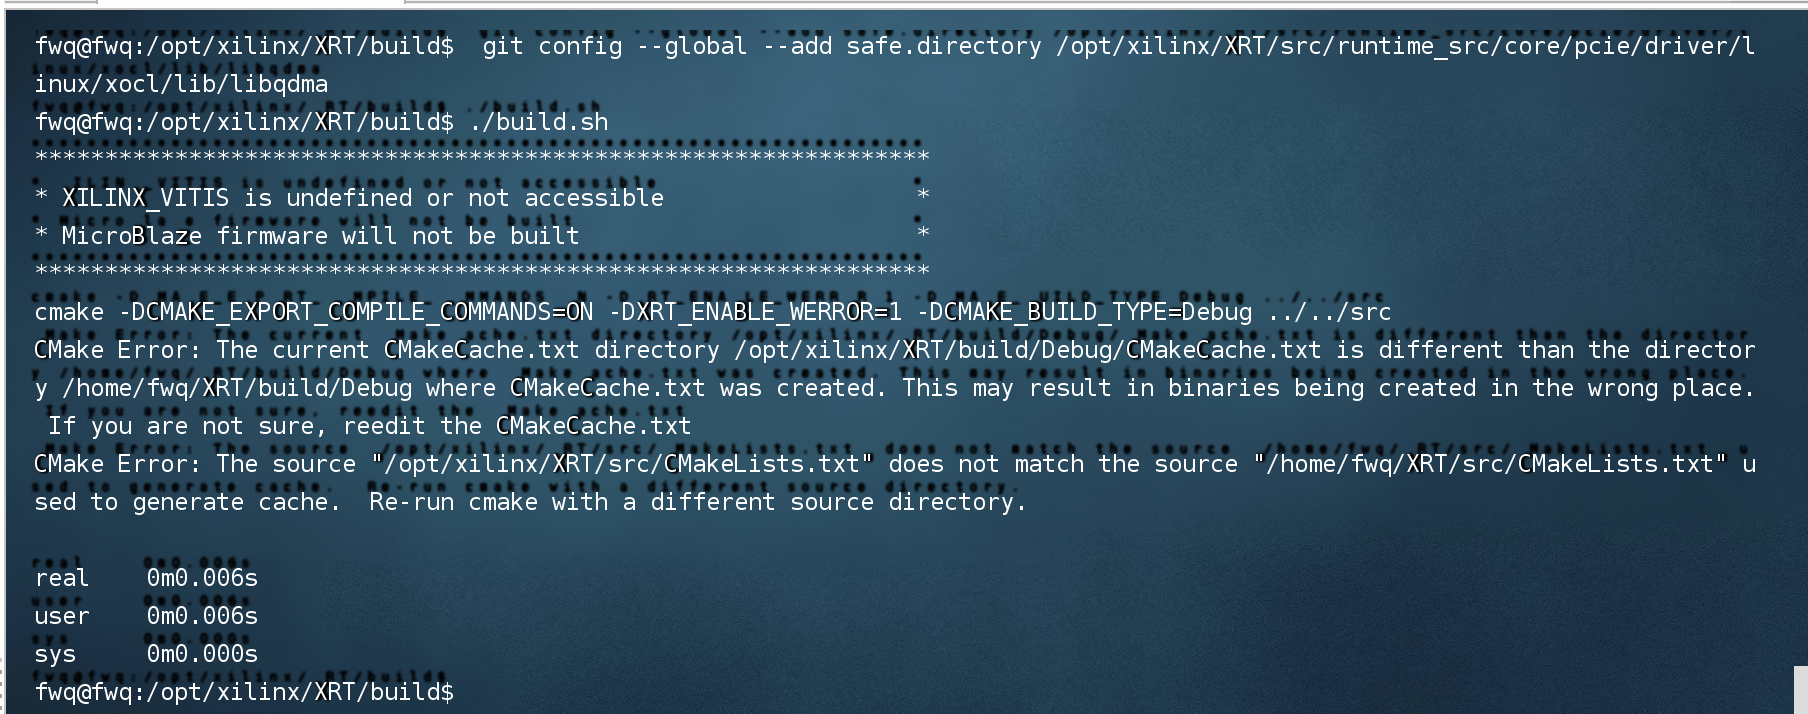 fwq@fwq:/opt/xilinx/XRT/build$  git config --global --add safe.directory /opt/xilinx/XRT/src/runtime_src/core/pcie/driver/l
inux/xocl/lib/libqdma
fwq@fwq:/opt/xilinx/XRT/build$ ./build.sh
****************************************************************
* XILINX_VITIS is undefined or not accessible                  *
* MicroBlaze firmware will not be built                        *
****************************************************************
cmake -DCMAKE_EXPORT_COMPILE_COMMANDS=ON -DXRT_ENABLE_WERROR=1 -DCMAKE_BUILD_TYPE=Debug ../../src
CMake Error: The current CMakeCache.txt directory /opt/xilinx/XRT/build/Debug/CMakeCache.txt is different than the director
y /home/fwq/XRT/build/Debug where CMakeCache.txt was created. This may result in binaries being created in the wrong place.
 If you are not sure, reedit the CMakeCache.txt
CMake Error: The source "/opt/xilinx/XRT/src/CMakeLists.txt" does not match the source "/home/fwq/XRT/src/CMakeLists.txt" u
sed to generate cache.  Re-run cmake with a different source directory.
real    0m0.006s
user    0m0.006s
sys     0m0.000s
fwq@fwq:/opt/xilinx/XRT/build$